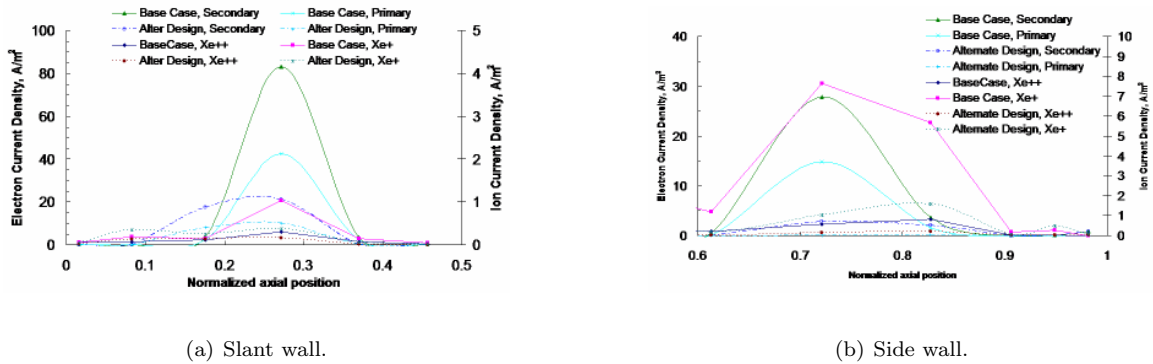 Base Case, Secondary
Base Case, Primary
Alter Design, Secondary
Alter Design, Primary
BaseCase, Xe++
Base Case, Xe+
Alter Design, Xe++
Alter Design, Xe+
100
80
60
40
20
0
Electron Current Density, A/m²
5
4
3
2
1
0
Ion Current Density, A/m²
0
0.1
0.2
0.3
0.4
0.5
Normalized axial position
(a) Slant wall.
Base Case, Secondary
Base Case, Primary
Alternate Design, Secondary
Alternate Design, Primary
BaseCase, Xe++
Base Case, Xe+
Alternate Design, Xe++
Alternate Design, Xe+
40
30
20
10
0
Electron Current Density, A/m²
10
9
8
7
6
5
4
3
2
1
0
Ion Current Density, A/m²
0.6
0.7
0.8
0.9
1
Normalized axial position
(b) Side wall.